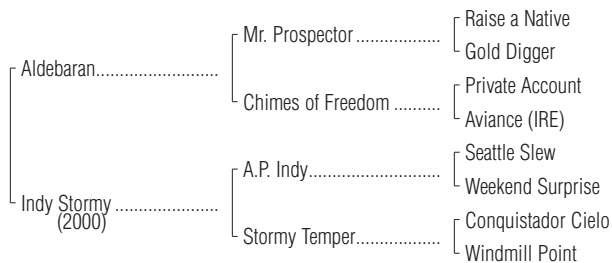 Raise a Native
Mr. Prospector ..................
Gold Digger
Aldebaran..........................
Private Account
Chimes of Freedom ..........
Aviance (IRE)
Seattle Slew
A.P. Indy............................
Weekend Surprise
Indy Stormy ......................
(2000)
Conquistador Cielo
Stormy Temper..................
Windmill Point